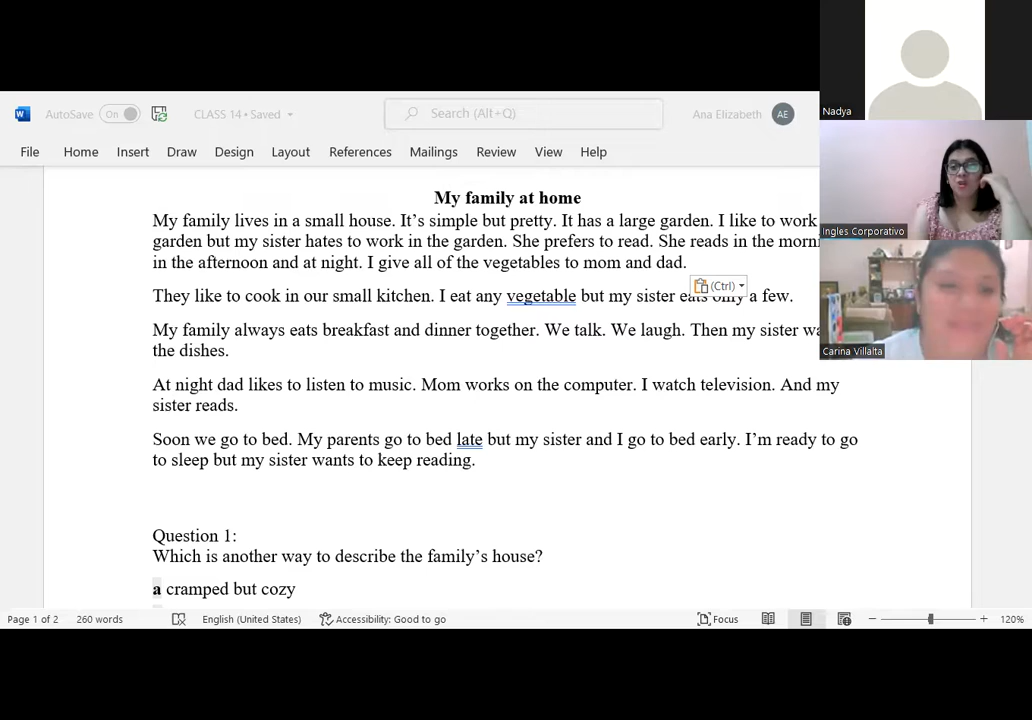 Nadya
AutoSave On CLASS 14 • Saved Search (Alt+Q) Ana Elizabeth AE
File Home Insert Draw Design Layout References Mailings Review View Help
My family at home
My family lives in a small house. It’s simple but pretty. It has a large garden. I like to work
garden but my sister hates to work in the garden. She prefers to read. She reads in the
in the afternoon and at night. I give all of the vegetables to mom and dad.
(Ctrl)
They like to cook in our small kitchen. I eat any vegetable but my sister eats only a few.
My family always eats breakfast and dinner together. We talk. We laugh. Then my sister
the dishes.
At night dad likes to listen to music. Mom works on the computer. I watch television. And my
sister reads.
Soon we go to bed. My parents go to bed late but my sister and I go to bed early. I’m ready to go
to sleep but my sister wants to keep reading.
Question 1:
Which is another way to describe the family’s house?
a cramped but cozy
Ingles Corporativo
Carina Villalta
Page 1 of 2 260 words English (United States) Accessibility: Good to go Focus 120%